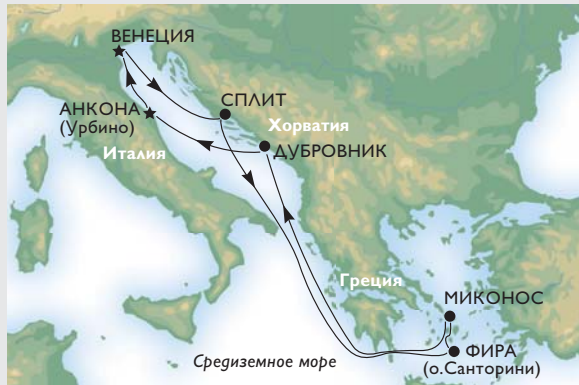 ВЕНЕЦИЯ
СПЛИТ
АНКОНА
(Урбино)
Хорватия
Италия
ДУБРОВНИК
Греция
МИКОНОС
ФИРА
(о.Санторини)
Средиземное море